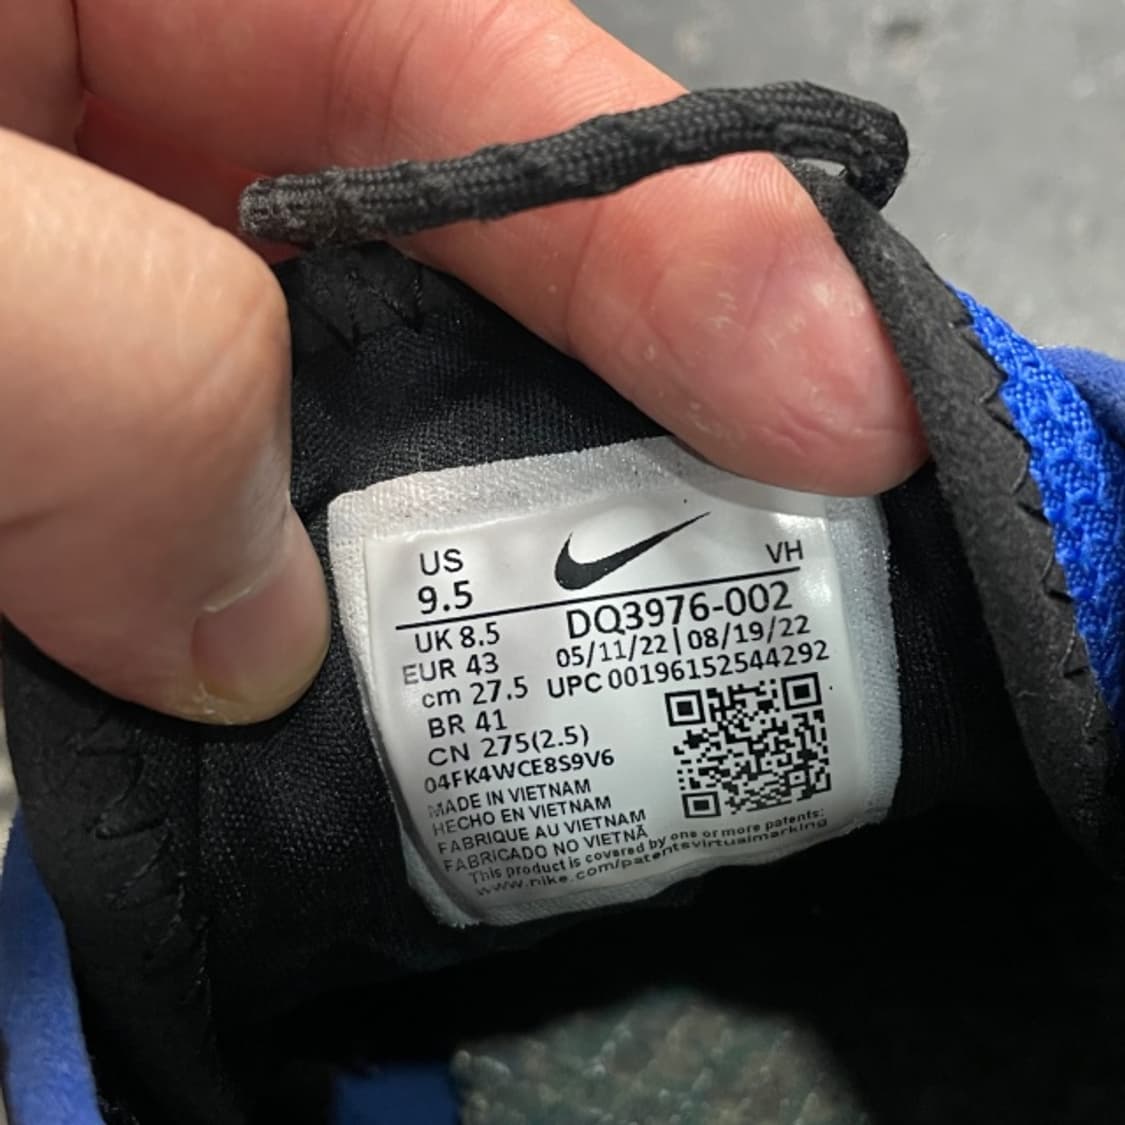 US
9.5
VH
UK 8.5
EUR 43
cm 27.5
BR 41
CN 275(2.5)
04FK4WCE8S9V6
DQ3976-002
05/11/22|08/19/22
UPC 00196152544292
MADE IN VIETNAM
HECHO EN VIETNAM
FABRIQUE AU VIETNAM
FABRICADO NO VIETNÃ
This product is covered by one or more patents:
www.nike.com/patentsvirtualmarking